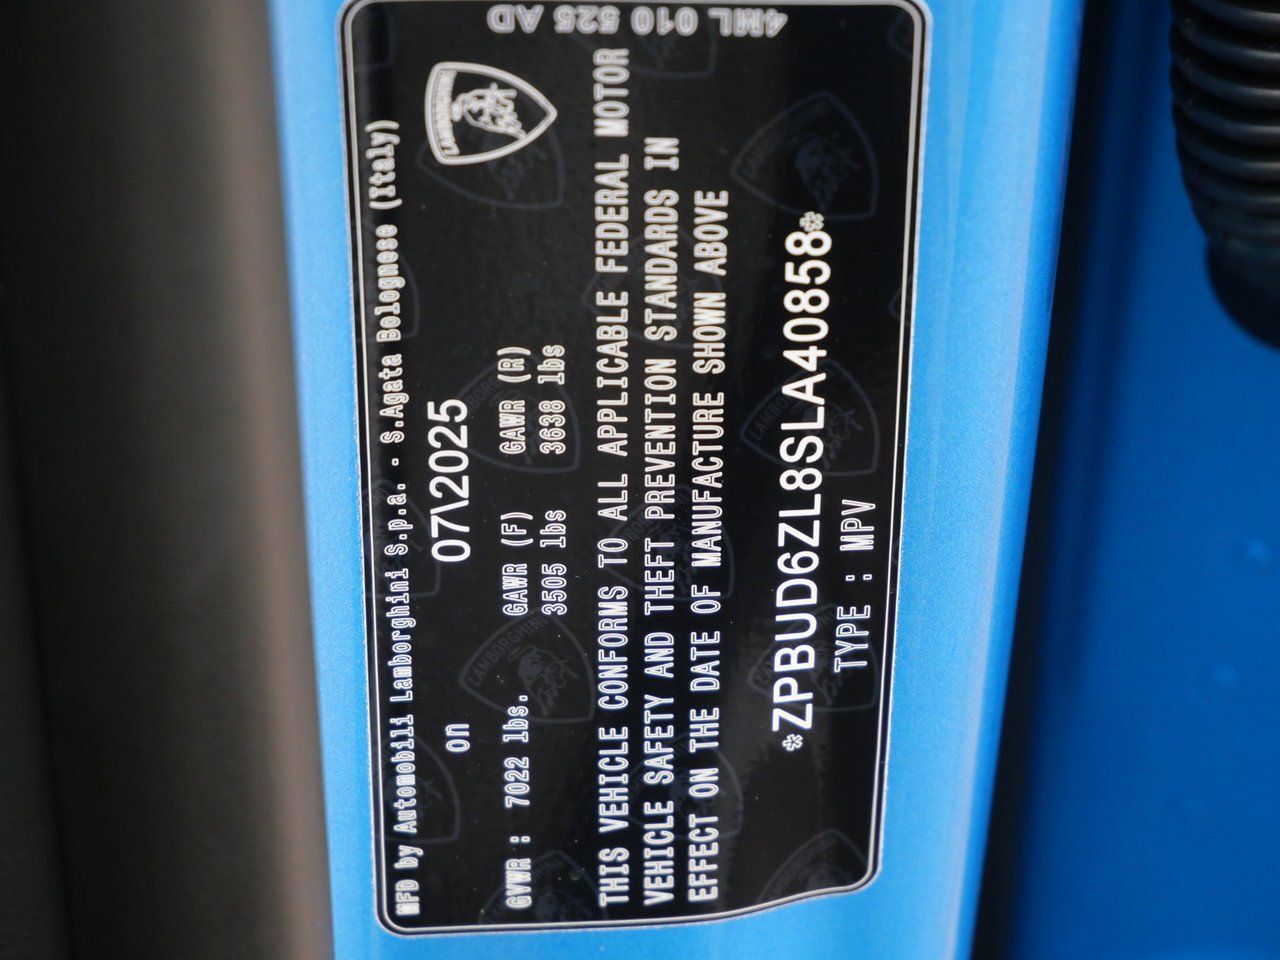 4ML 010 525 AD
LAMBORGHINI
MFD by Automobili Lamborghini S.p.a. - S.Agata Bolognese (Italy)
on 07\2025
GVWR : 7022 lbs. GAWR (F) GAWR (R)
3505 lbs 3638 lbs
THIS VEHICLE CONFORMS TO ALL APPLICABLE FEDERAL MOTOR
VEHICLE SAFETY AND THEFT PREVENTION STANDARDS IN
EFFECT ON THE DATE OF MANUFACTURE SHOWN ABOVE
*ZPBUD6ZL8SLA40858*
TYPE : MPV